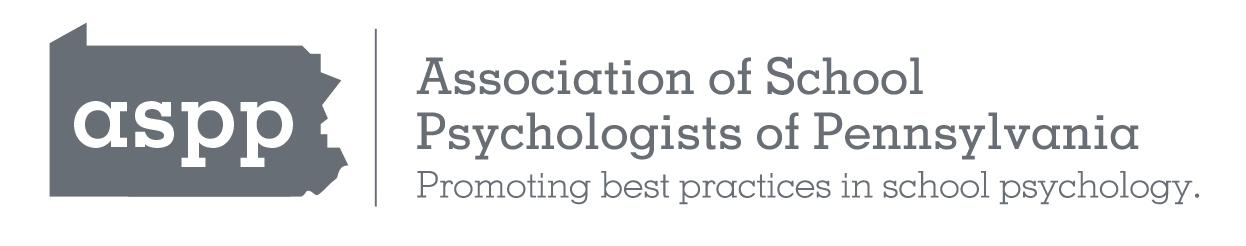 aspp
Association of School
Psychologists of Pennsylvania
Promoting best practices in school psychology.